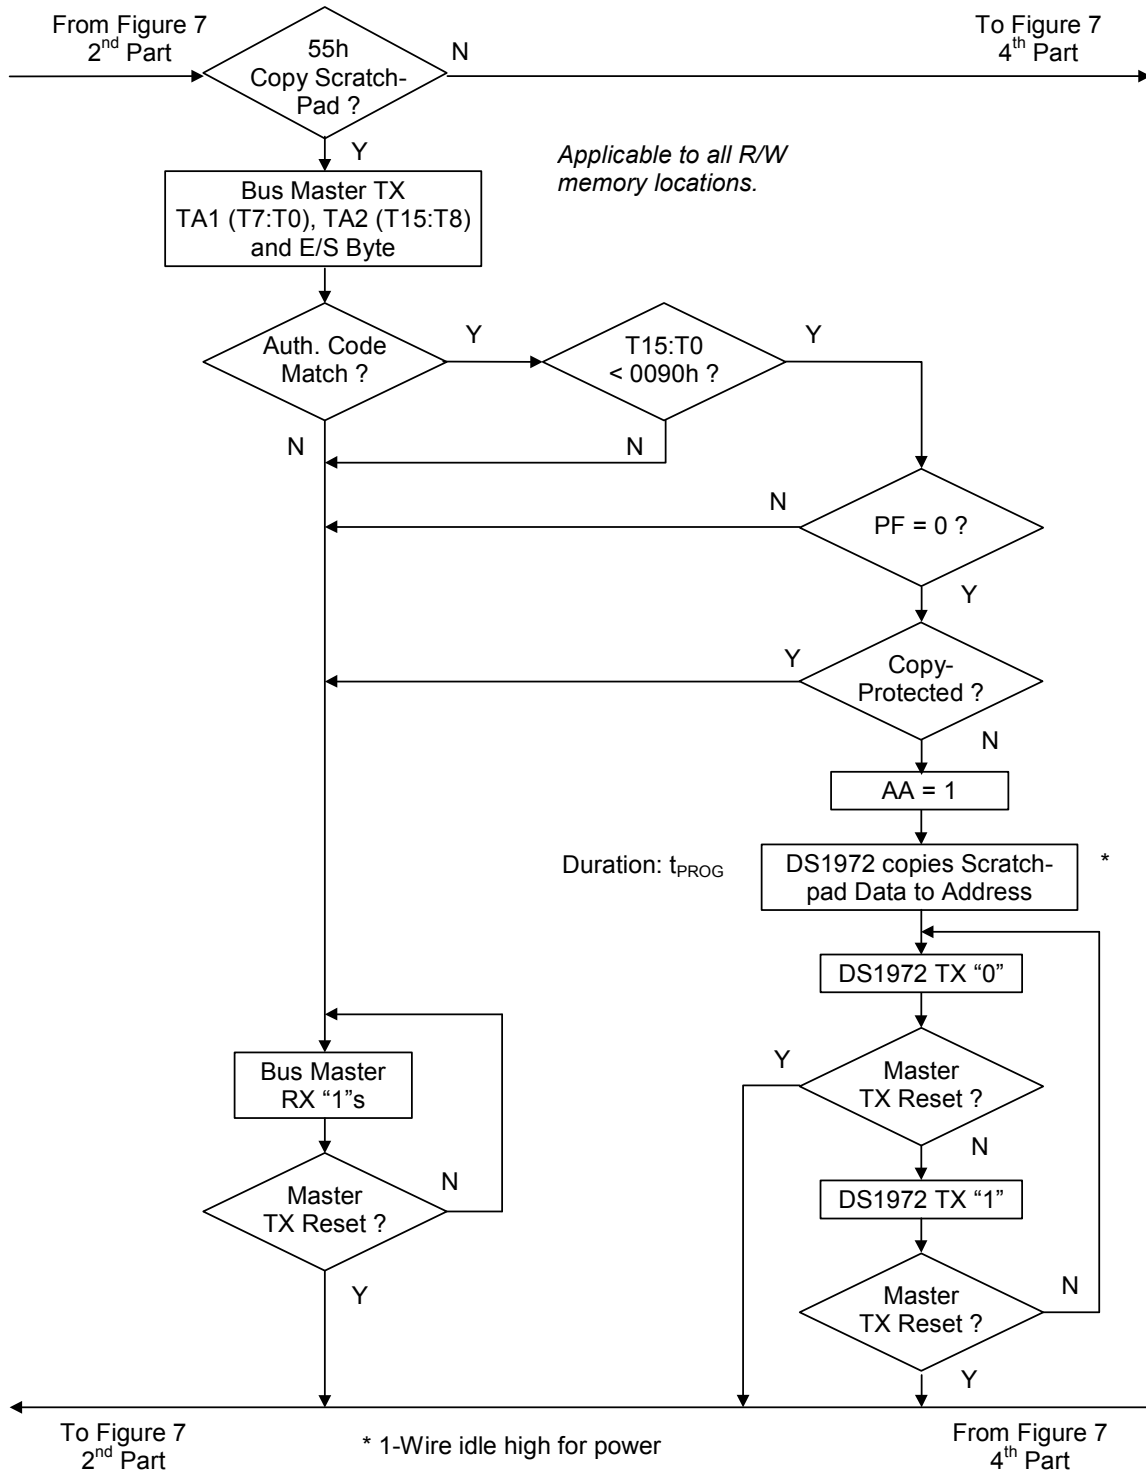 From Figure 7
2nd Part
55h
Copy Scratch-
Pad ?
N
To Figure 7
4th Part
Y
Applicable to all R/W
memory locations.
Bus Master TX
TA1 (T7:T0), TA2 (T15:T8)
and E/S Byte
Auth. Code
Match ?
Y
T15:T0
< 0090h ?
Y
N
N
N
PF = 0 ?
Y
Y
Copy-
Protected ?
N
AA = 1
Duration: tPROG
DS1972 copies Scratch-
pad Data to Address
*
DS1972 TX “0”
Y
Master
TX Reset ?
N
Bus Master
RX “1”s
DS1972 TX “1”
Master
TX Reset ?
N
Y
Master
TX Reset ?
N
Y
To Figure 7
2nd Part
* 1-Wire idle high for power
From Figure 7
4th Part